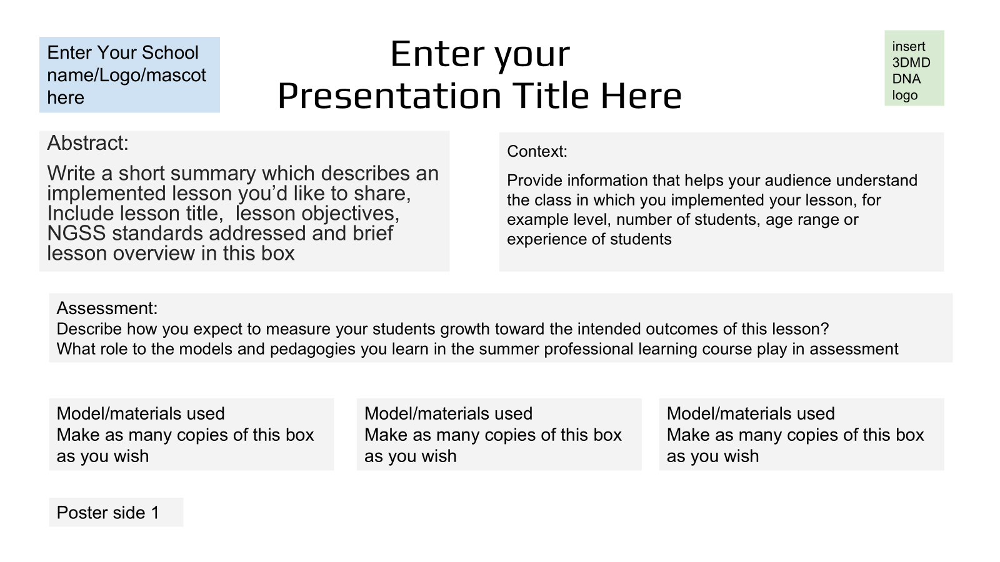 Enter Your School
name/Logo/mascot
here
Enter your
Presentation Title Here
insert
3DMD
DNA
logo
Abstract:
Write a short summary which describes an
implemented lesson you’d like to share,
Include lesson title,  lesson objectives,
NGSS standards addressed and brief
lesson overview in this box
Context:
Provide information that helps your audience understand
the class in which you implemented your lesson, for
example level, number of students, age range or
experience of students
Assessment:
Describe how you expect to measure your students growth toward the intended outcomes of this lesson?
What role to the models and pedagogies you learn in the summer professional learning course play in assessment
Model/materials used
Make as many copies of this box
as you wish
Model/materials used
Make as many copies of this box
as you wish
Model/materials used
Make as many copies of this box
as you wish
Poster side 1